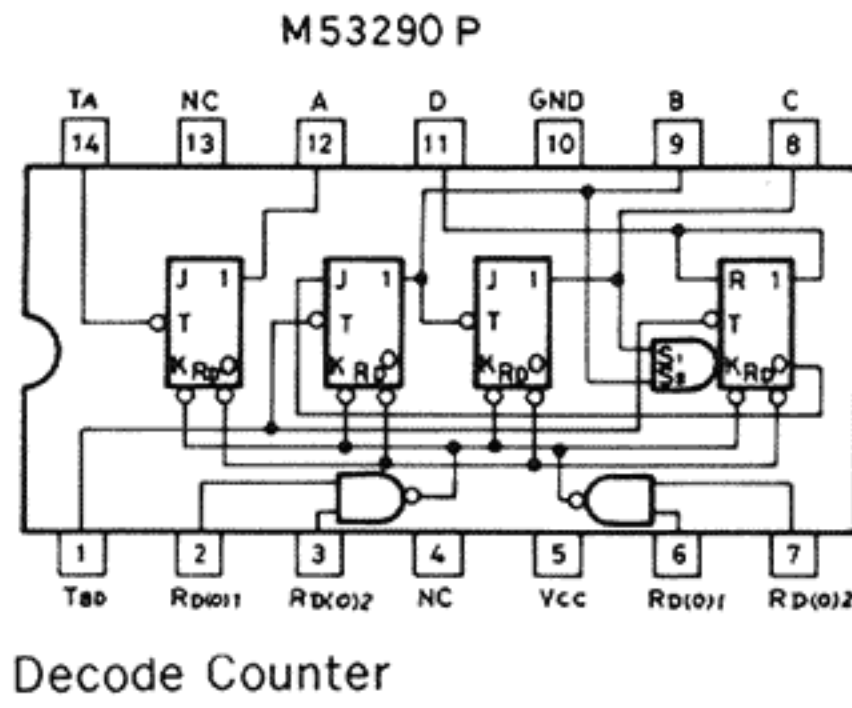 M53290P
TA NC A D GND B C
14 13 12 11 10 9 8
J 1 J 1 J 1 R 1
T T T T
S1
S2
K RD O K RD O K RD O K RD O
1 2 3 4 5 6 7
TBD RD(0)1 RD(0)2 NC VCC RD(0)1 RD(0)2
Decode Counter